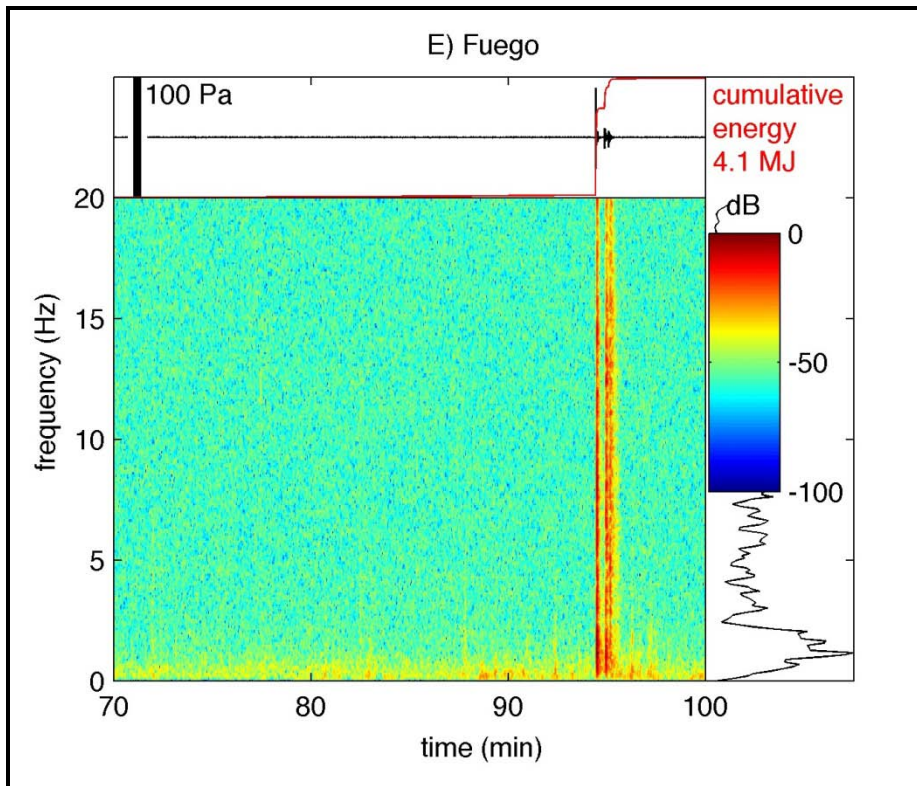 E) Fuego
100 Pa
cumulative
energy
4.1 MJ
dB
20
15
10
5
0
frequency (Hz)
0
-50
-100
70
80
90
100
time (min)